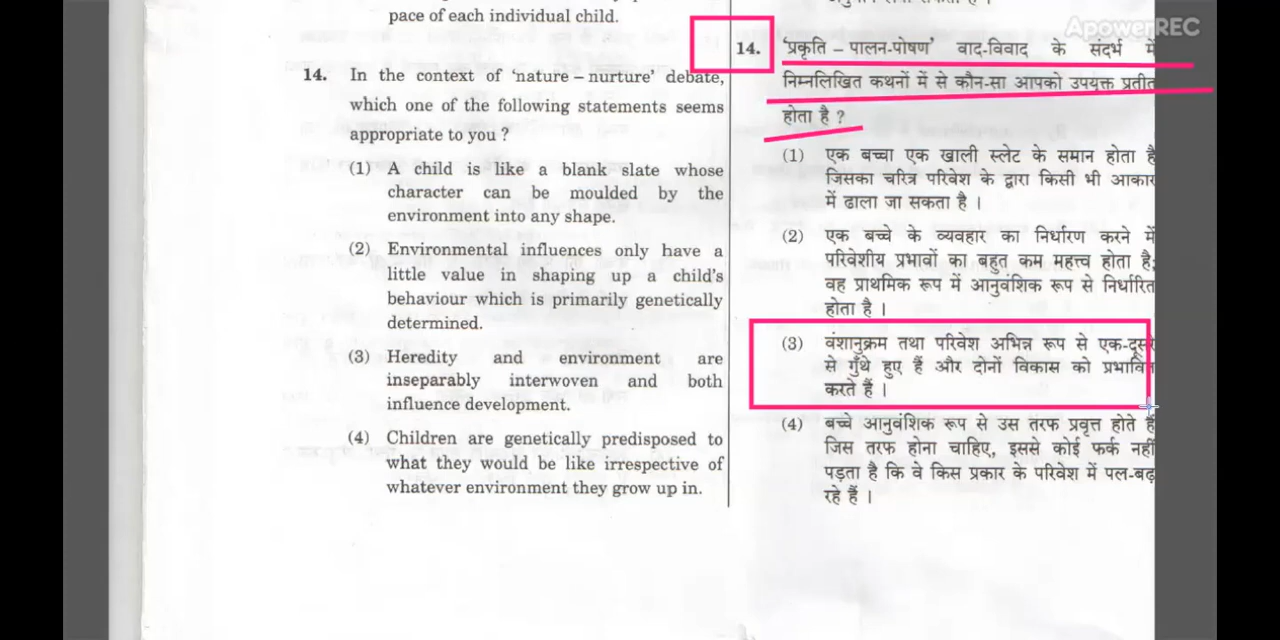 pace of each individual child.
14. In the context of ‘nature – nurture’ debate,
which one of the following statements seems
appropriate to you ?
(1) A child is like a blank slate whose
character can be moulded by the
environment into any shape.
(2) Environmental influences only have a
little value in shaping up a child's
behaviour which is primarily genetically
determined.
(3) Heredity and environment are
inseparably interwoven and both
influence development.
(4) Children are genetically predisposed to
what they would be like irrespective of
whatever environment they grow up in.
ApowerREC
14. ‘प्रकृति – पालन-पोषण’ वाद-विवाद के संदर्भ में
निम्नलिखित कथनों में से कौन-सा आपको उपयुक्त प्रतीत
होता है ?
(1) एक बच्चा एक खाली स्लेट के समान होता है
जिसका चरित्र परिवेश के द्वारा किसी भी आकार
में ढाला जा सकता है ।
(2) एक बच्चे के व्यवहार का निर्धारण करने में
परिवेशीय प्रभावों का बहुत कम महत्त्व होता है;
वह प्राथमिक रूप में आनुवंशिक रूप से निर्धारित
होता है ।
(3) वंशानुक्रम तथा परिवेश अभिन्न रूप से एक-दूसरे
से गुँथे हुए हैं और दोनों विकास को प्रभावित
करते हैं ।
(4) बच्चे आनुवंशिक रूप से उस तरफ प्रवृत्त होते हैं
जिस तरफ होना चाहिए, इससे कोई फर्क नहीं
पड़ता है कि वे किस प्रकार के परिवेश में पल-बढ़
रहे हैं ।